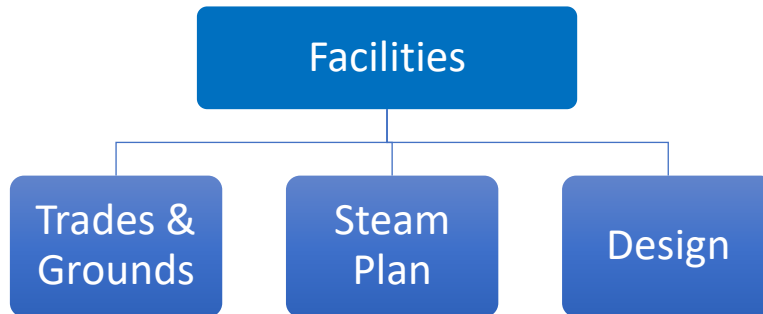 Facilities
Trades &
Grounds
Steam
Plan
Design